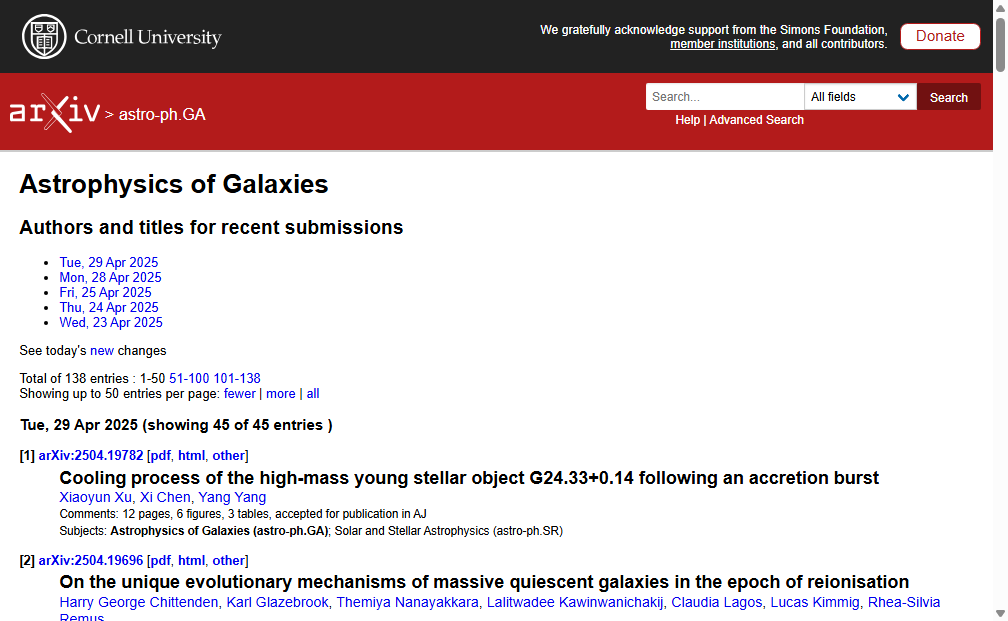 Cornell University
We gratefully acknowledge support from the Simons Foundation,
member institutions, and all contributors.
Donate
arXiv > astro-ph.GA
Search...
All fields
Search
Help | Advanced Search
Astrophysics of Galaxies
Authors and titles for recent submissions
• Tue, 29 Apr 2025
• Mon, 28 Apr 2025
• Fri, 25 Apr 2025
• Thu, 24 Apr 2025
• Wed, 23 Apr 2025
See today's new changes
Total of 138 entries : 1-50 51-100 101-138
Showing up to 50 entries per page: fewer | more | all
Tue, 29 Apr 2025 (showing 45 of 45 entries )
[1] arXiv:2504.19782 [pdf, html, other]
Cooling process of the high-mass young stellar object G24.33+0.14 following an accretion burst
Xiaoyun Xu, Xi Chen, Yang Yang
Comments: 12 pages, 6 figures, 3 tables, accepted for publication in AJ
Subjects: Astrophysics of Galaxies (astro-ph.GA); Solar and Stellar Astrophysics (astro-ph.SR)
[2] arXiv:2504.19696 [pdf, html, other]
On the unique evolutionary mechanisms of massive quiescent galaxies in the epoch of reionisation
Harry George Chittenden, Karl Glazebrook, Themiya Nanayakkara, Lalitwadee Kawinwanichakij, Claudia Lagos, Lucas Kimmig, Rhea-Silvia
Remus